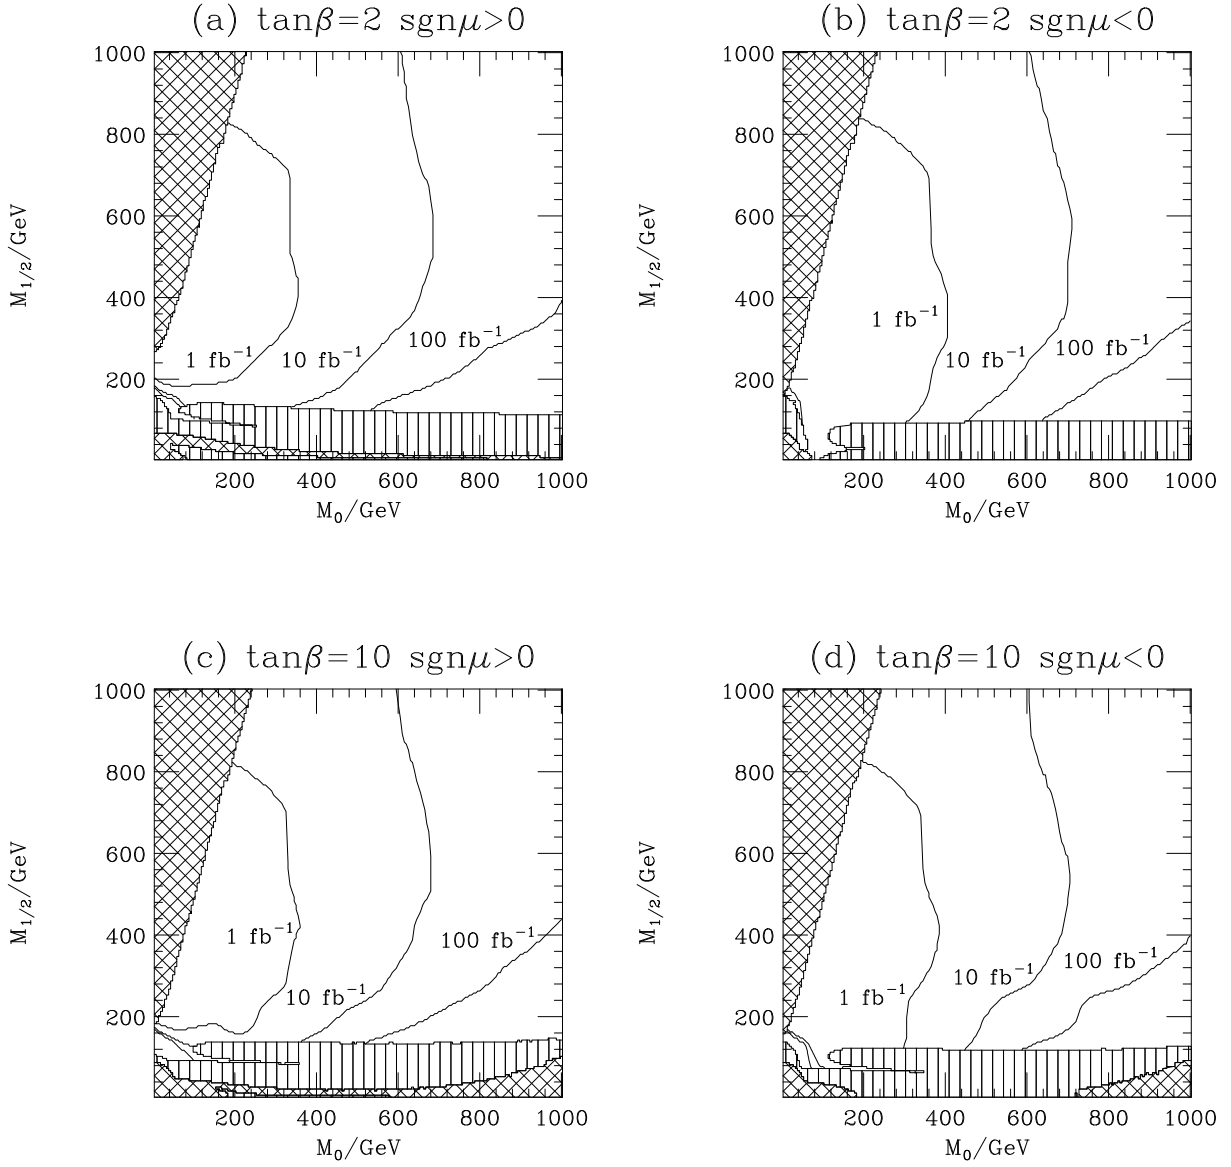 (a) tanβ=2 sgnμ>0
1000
800
600
400
200
M1/2/GeV
1 fb⁻¹
10 fb⁻¹
100 fb⁻¹
200 400 600 800 1000
M0/GeV
(b) tanβ=2 sgnμ<0
1000
800
600
400
200
M1/2/GeV
1 fb⁻¹
10 fb⁻¹
100 fb⁻¹
200 400 600 800 1000
M0/GeV
(c) tanβ=10 sgnμ>0
1000
800
600
400
200
M1/2/GeV
1 fb⁻¹
10 fb⁻¹
100 fb⁻¹
200 400 600 800 1000
M0/GeV
(d) tanβ=10 sgnμ<0
1000
800
600
400
200
M1/2/GeV
1 fb⁻¹
10 fb⁻¹
100 fb⁻¹
200 400 600 800 1000
M0/GeV